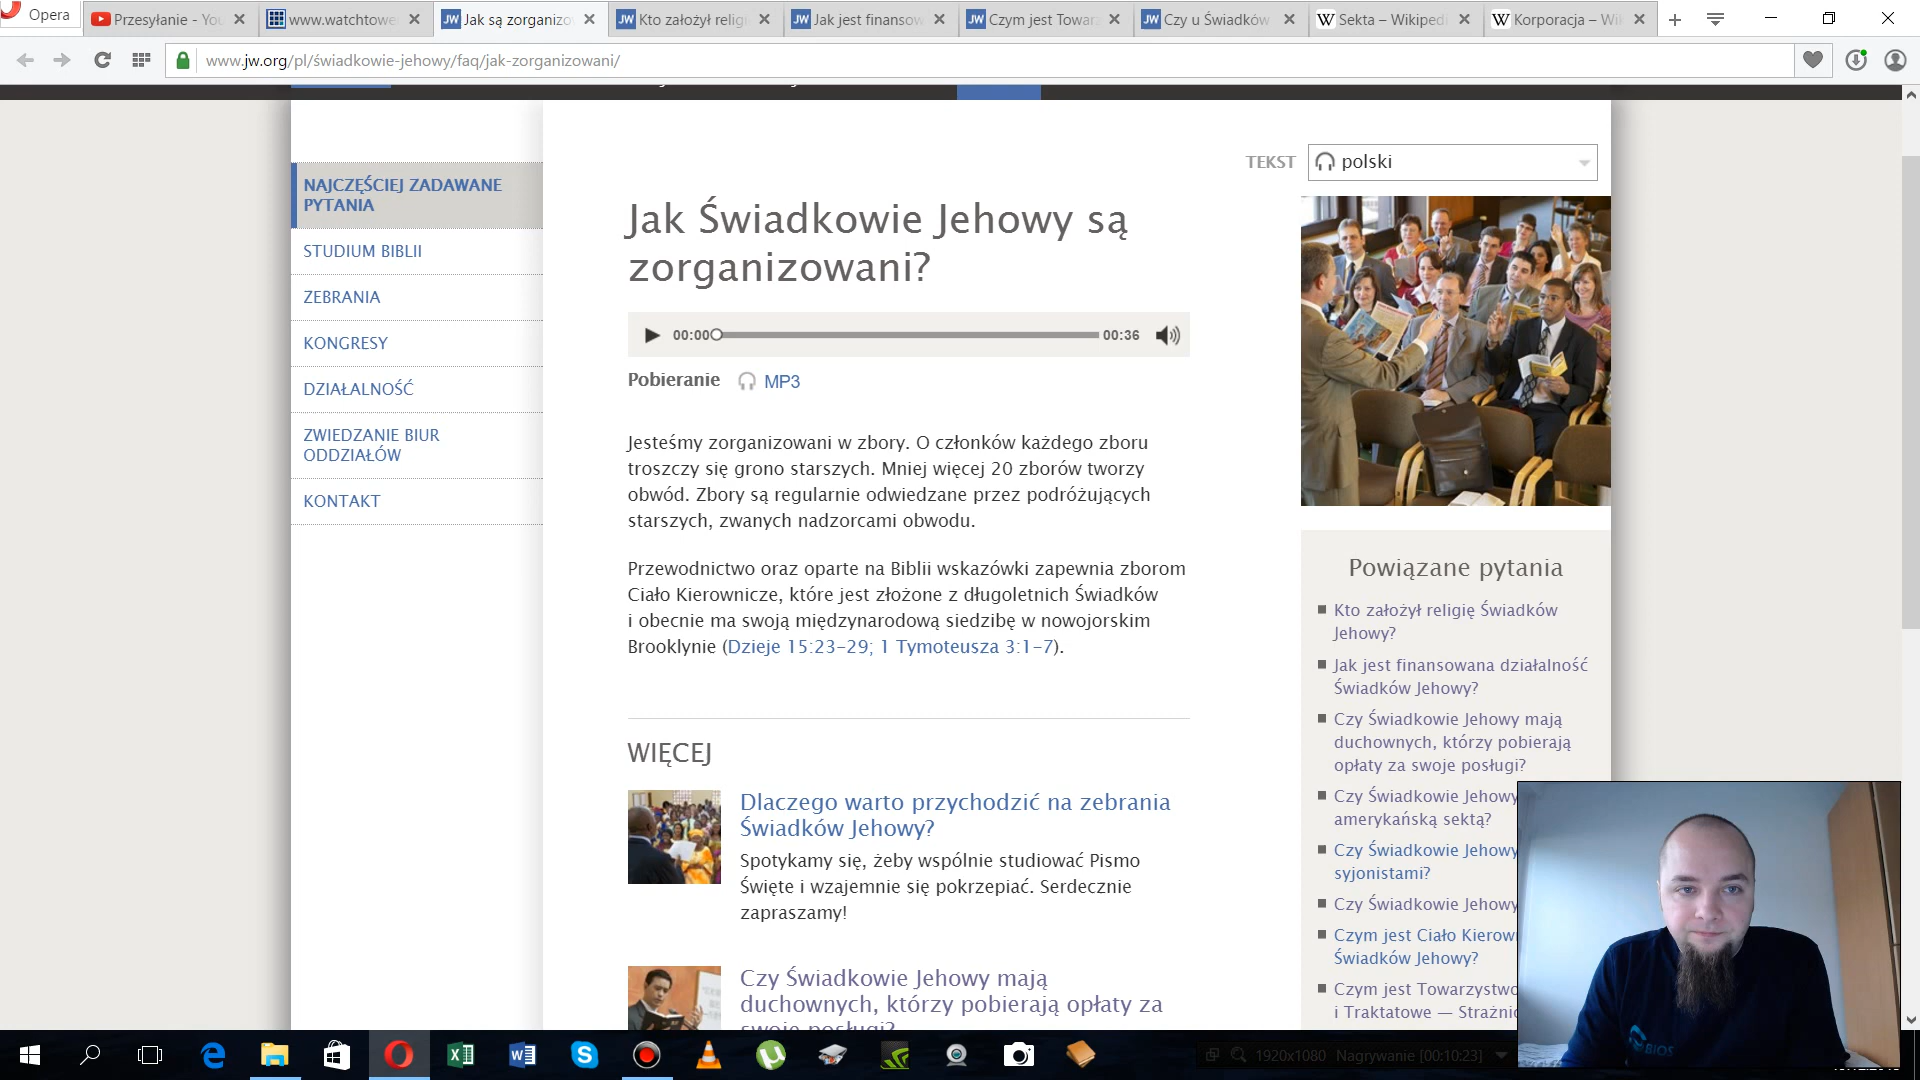 Opera
Przesyłanie - You
www.watchtowe
Jak są zorganizo
Kto założył religi
Jak jest finansow
Czym jest Towar
Czy u Świadków
Sekta – Wikipedi
Korporacja – Wi
www.jw.org/pl/świadkowie-jehowy/faq/jak-zorganizowani/
NAJCZĘŚCIEJ ZADAWANE
PYTANIA
STUDIUM BIBLII
ZEBRANIA
KONGRESY
DZIAŁALNOŚĆ
ZWIEDZANIE BIUR
ODDZIAŁÓW
KONTAKT
TEKST
polski
Jak Świadkowie Jehowy są
zorganizowani?
00:00
00:36
Pobieranie MP3
Jesteśmy zorganizowani w zbory. O członków każdego zboru
troszczy się grono starszych. Mniej więcej 20 zborów tworzy
obwód. Zbory są regularnie odwiedzane przez podróżujących
starszych, zwanych nadzorcami obwodu.
Przewodnictwo oraz oparte na Biblii wskazówki zapewnia zborom
Ciało Kierownicze, które jest złożone z długoletnich Świadków
i obecnie ma swoją międzynarodową siedzibę w nowojorskim
Brooklynie (Dzieje 15:23–29; 1 Tymoteusza 3:1–7).
WIĘCEJ
Dlaczego warto przychodzić na zebrania
Świadków Jehowy?
Spotykamy się, żeby wspólnie studiować Pismo
Święte i wzajemnie się pokrzepiać. Serdecznie
zapraszamy!
Czy Świadkowie Jehowy mają
duchownych, którzy pobierają opłaty za
swoje posługi?
Powiązane pytania
Kto założył religię Świadków
Jehowy?
Jak jest finansowana działalność
Świadków Jehowy?
Czy Świadkowie Jehowy mają
duchownych, którzy pobierają
opłaty za swoje posługi?
Czy Świadkowie Jehowy
amerykańską sektą?
Czy Świadkowie Jehowy
syjonistami?
Czy Świadkowie Jehowy
Czym jest Ciało Kierow
Świadków Jehowy?
Czym jest Towarzystwo
i Traktatowe — Strażnic
BIOS
1920x1080 Nagrywanie [00:10:23]